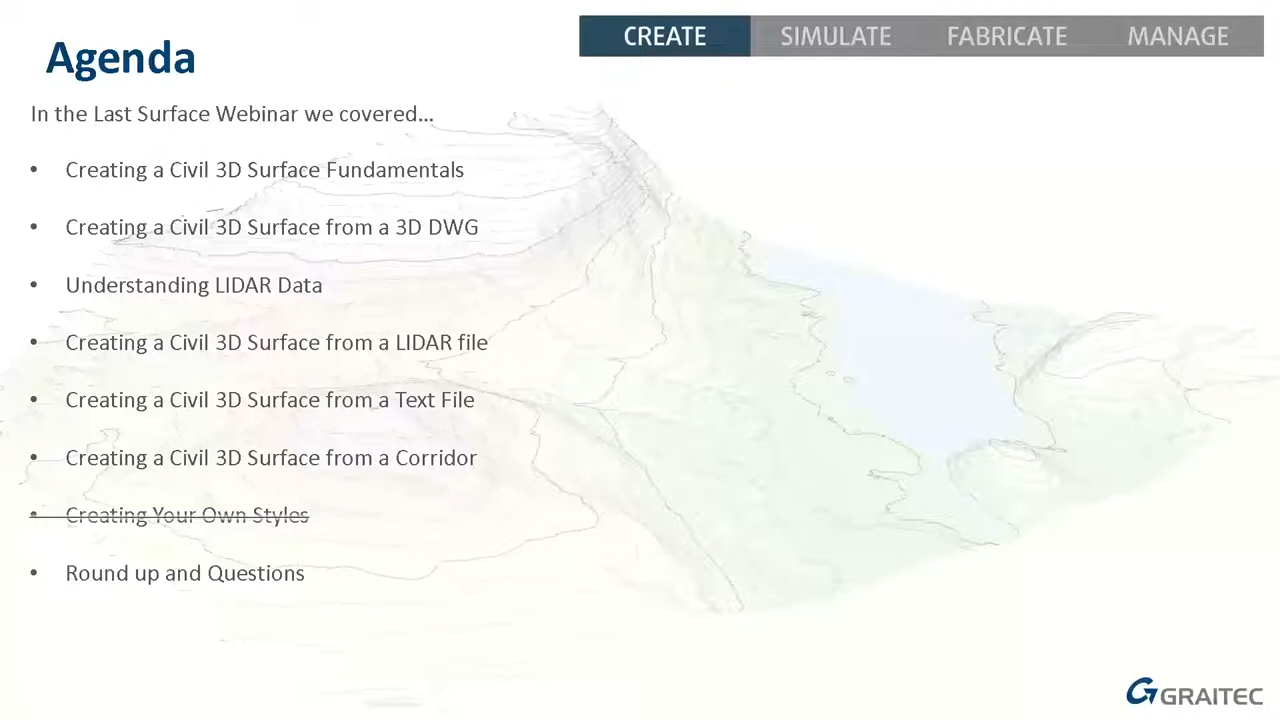 CREATE SIMULATE FABRICATE MANAGE
Agenda
In the Last Surface Webinar we covered...
• Creating a Civil 3D Surface Fundamentals
• Creating a Civil 3D Surface from a 3D DWG
• Understanding LIDAR Data
• Creating a Civil 3D Surface from a LIDAR file
• Creating a Civil 3D Surface from a Text File
• Creating a Civil 3D Surface from a Corridor
• Creating Your Own Styles
• Round up and Questions
GRAITEC